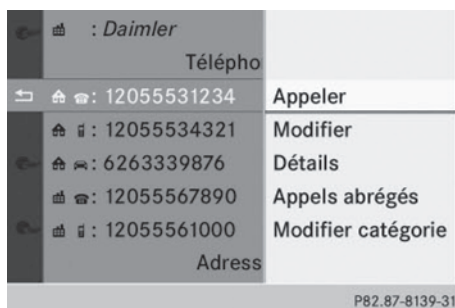 : Daimler
Télépho
: 12055531234 Appeler
: 12055534321 Modifier
: 6263339876 Détails
: 12055567890 Appels abrégés
: 12055561000 Modifier catégorie
Adress
P82.87-8139-31